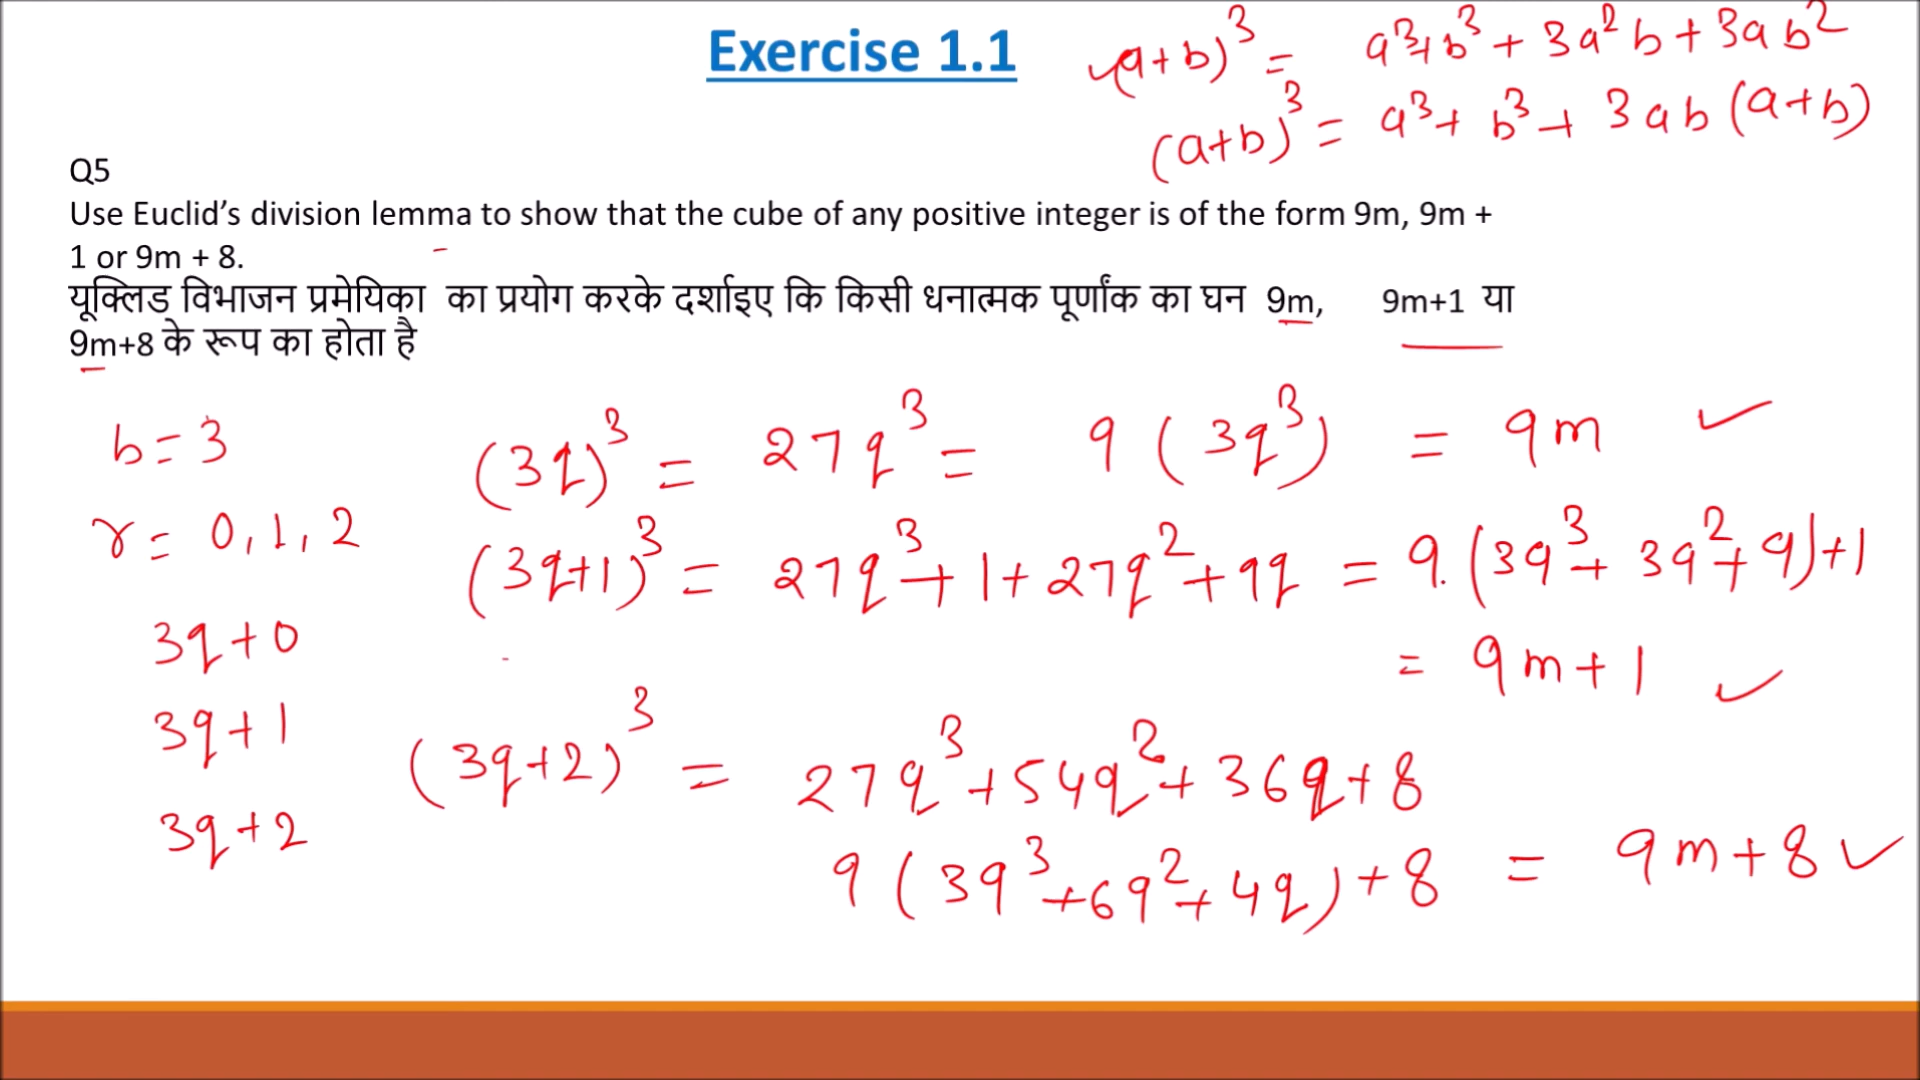 Exercise 1.1
(a+b)³ = a³+b³+3a²b+3ab²
(a+b)³ = a³+b³+3ab(a+b)
Q5
Use Euclid’s division lemma to show that the cube of any positive integer is of the form 9m, 9m +
1 or 9m + 8.
यूक्लिड विभाजन प्रमेयिका का प्रयोग करके दर्शाइए कि किसी धनात्मक पूर्णांक का घन 9m, 9m+1 या
9m+8 के रूप का होता है
b=3
r= 0,1,2
3q+0
3q+1
3q+2
(3q)³ = 27q³ = 9(3q³) = 9m ✓
(3q+1)³ = 27q³+1+27q²+9q = 9.(3q³+3q²+q)+1
= 9m+1 ✓
(3q+2)³ = 27q³+54q²+36q+8
9(3q³+6q²+4q)+8 = 9m+8 ✓